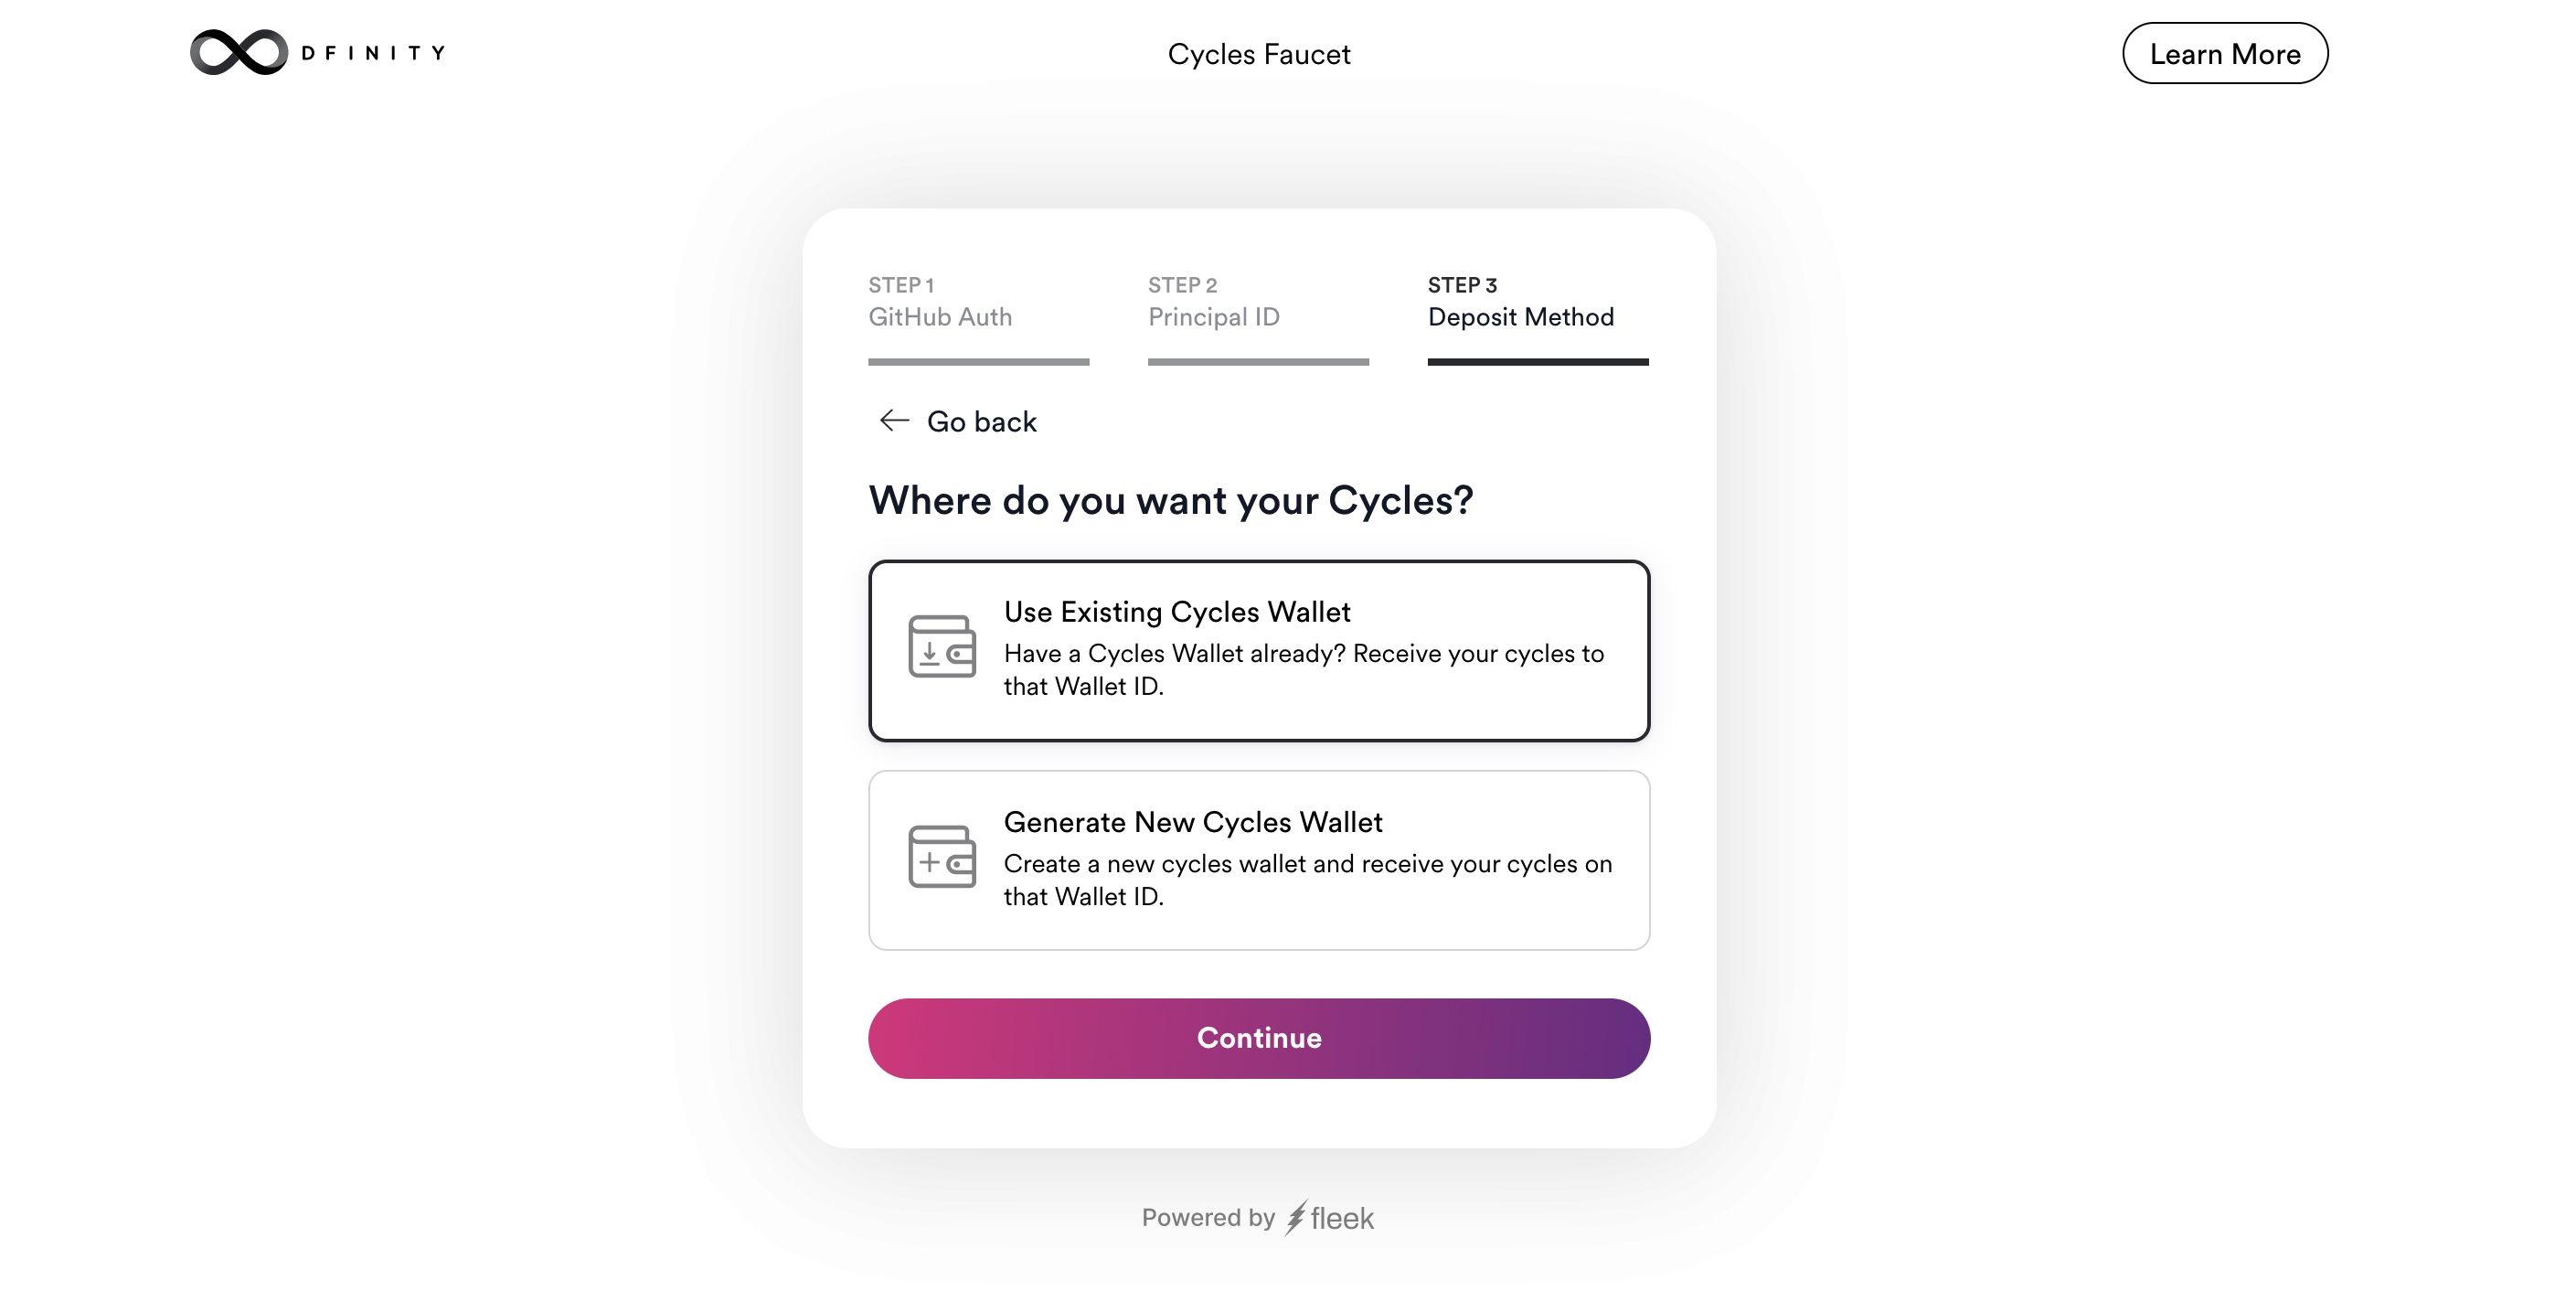 DFINITY
Cycles Faucet
Learn More
STEP 1
GitHub Auth
STEP 2
Principal ID
STEP 3
Deposit Method
Go back
Where do you want your Cycles?
Use Existing Cycles Wallet
Have a Cycles Wallet already? Receive your cycles to
that Wallet ID.
Generate New Cycles Wallet
Create a new cycles wallet and receive your cycles on
that Wallet ID.
Continue
Powered by fleek